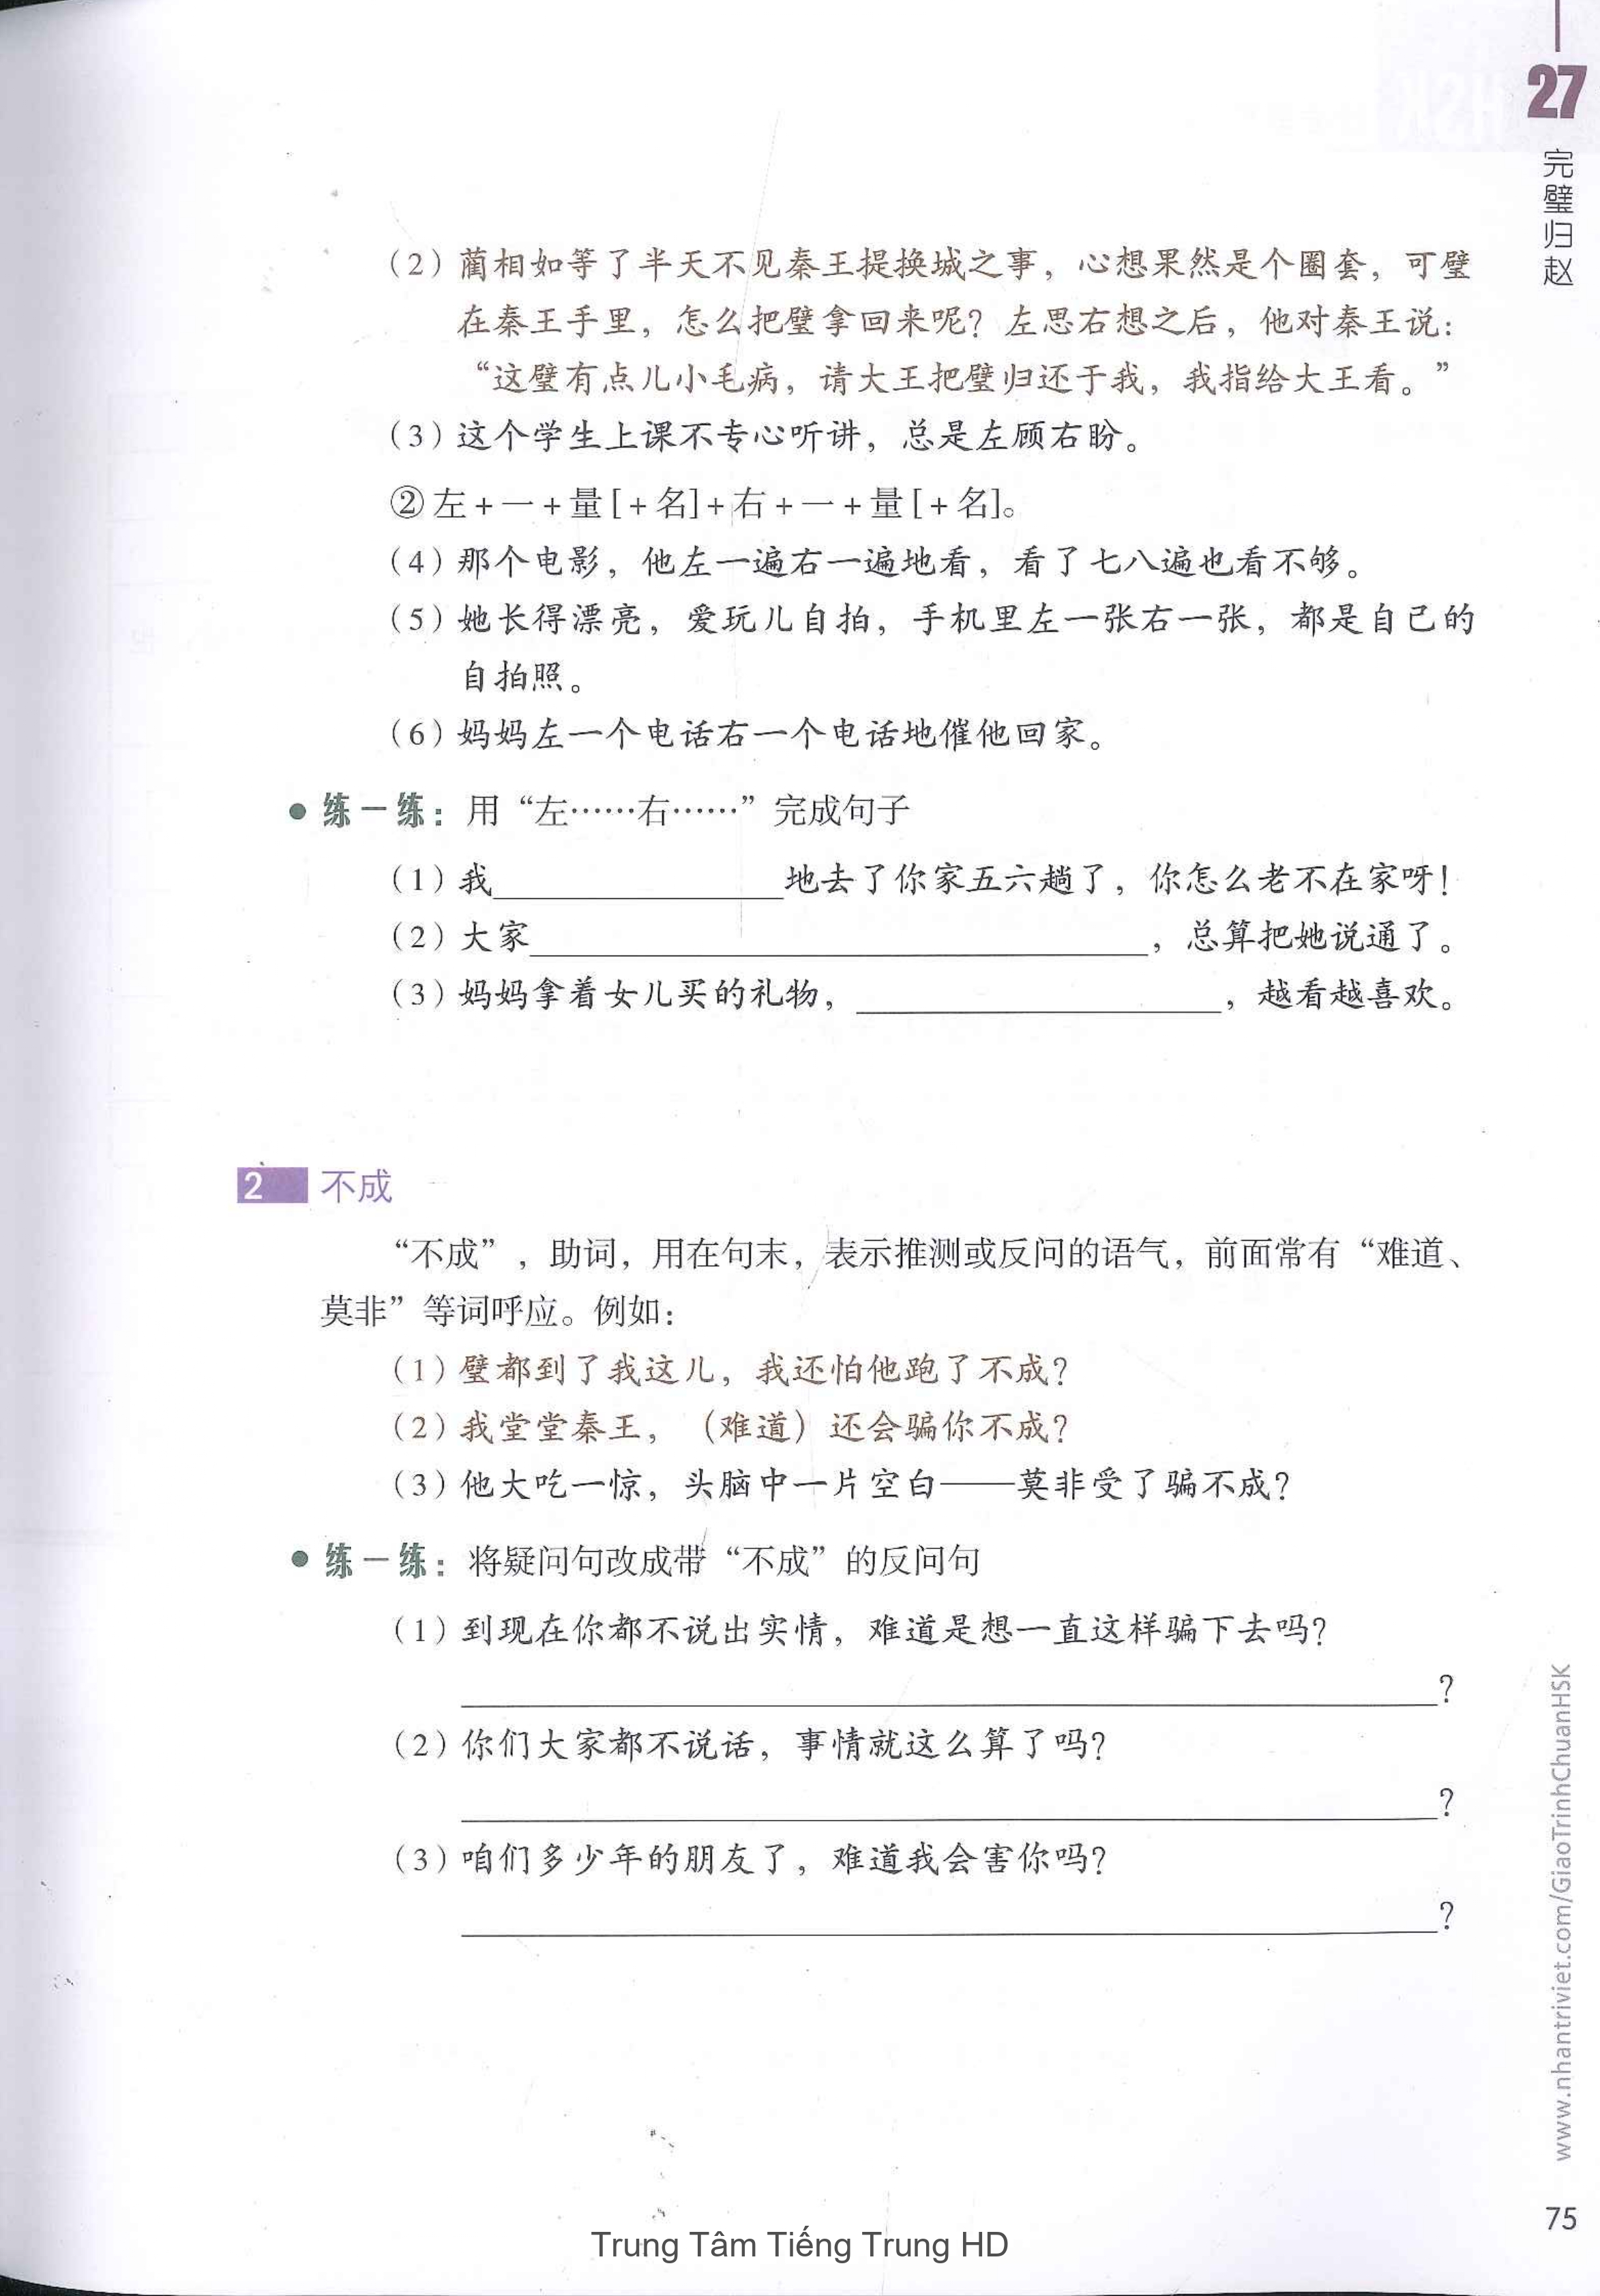 27
完璧归赵
（2）蔺相如等了半天不见秦王提换城之事，心想果然是个圈套，可璧
在秦王手里，怎么把璧拿回来呢？左思右想之后，他对秦王说：
“这璧有点儿小毛病，请大王把璧归还于我，我指给大王看。”
（3）这个学生上课不专心听讲，总是左顾右盼。
②左+一+量[+名]+右+一+量[+名]。
（4）那个电影，他左一遍右一遍地看，看了七八遍也看不够。
（5）她长得漂亮，爱玩儿自拍，手机里左一张右一张，都是自己的
自拍照。
（6）妈妈左一个电话右一个电话地催他回家。
● 练一练：用“左……右……”完成句子
（1）我____________地去了你家五六趟了，你怎么老不在家呀！
（2）大家____________，总算把她说通了。
（3）妈妈拿着女儿买的礼物，____________，越看越喜欢。
2 不成
“不成”，助词，用在句末，表示推测或反问的语气，前面常有“难道、
莫非”等词呼应。例如：
（1）璧都到了我这儿，我还怕他跑了不成？
（2）我堂堂秦王，（难道）还会骗你不成？
（3）他大吃一惊，头脑中一片空白——莫非受了骗不成？
● 练一练：将疑问句改成带“不成”的反问句
（1）到现在你都不说出实情，难道是想一直这样骗下去吗？
____________？
（2）你们大家都不说话，事情就这么算了吗？
____________？
（3）咱们多少年的朋友了，难道我会害你吗？
____________？
www.nhantriviet.com/GiaoTrinhChuanHSK
75
Trung Tâm Tiếng Trung HD